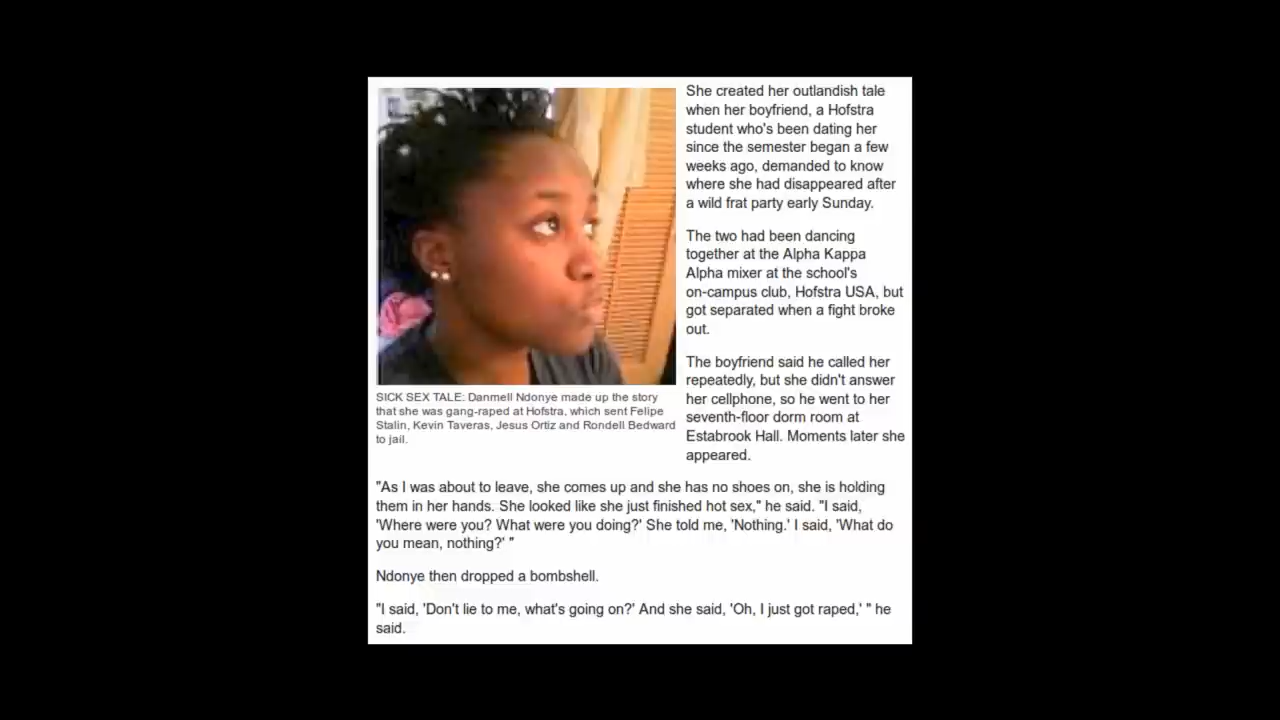 She created her outlandish tale
when her boyfriend, a Hofstra
student who's been dating her
since the semester began a few
weeks ago, demanded to know
where she had disappeared after
a wild frat party early Sunday.
The two had been dancing
together at the Alpha Kappa
Alpha mixer at the school's
on-campus club, Hofstra USA, but
got separated when a fight broke
out.
The boyfriend said he called her
repeatedly, but she didn't answer
her cellphone, so he went to her
seventh-floor dorm room at
Estabrook Hall. Moments later she
appeared.
SICK SEX TALE: Danmell Ndonye made up the story
that she was gang-raped at Hofstra, which sent Felipe
Stalin, Kevin Taveras, Jesus Ortiz and Rondell Bedward
to jail.
"As I was about to leave, she comes up and she has no shoes on, she is holding
them in her hands. She looked like she just finished hot sex," he said. "I said,
'Where were you? What were you doing?' She told me, 'Nothing.' I said, 'What do
you mean, nothing?' "
Ndonye then dropped a bombshell.
"I said, 'Don't lie to me, what's going on?' And she said, 'Oh, I just got raped,' " he
said.